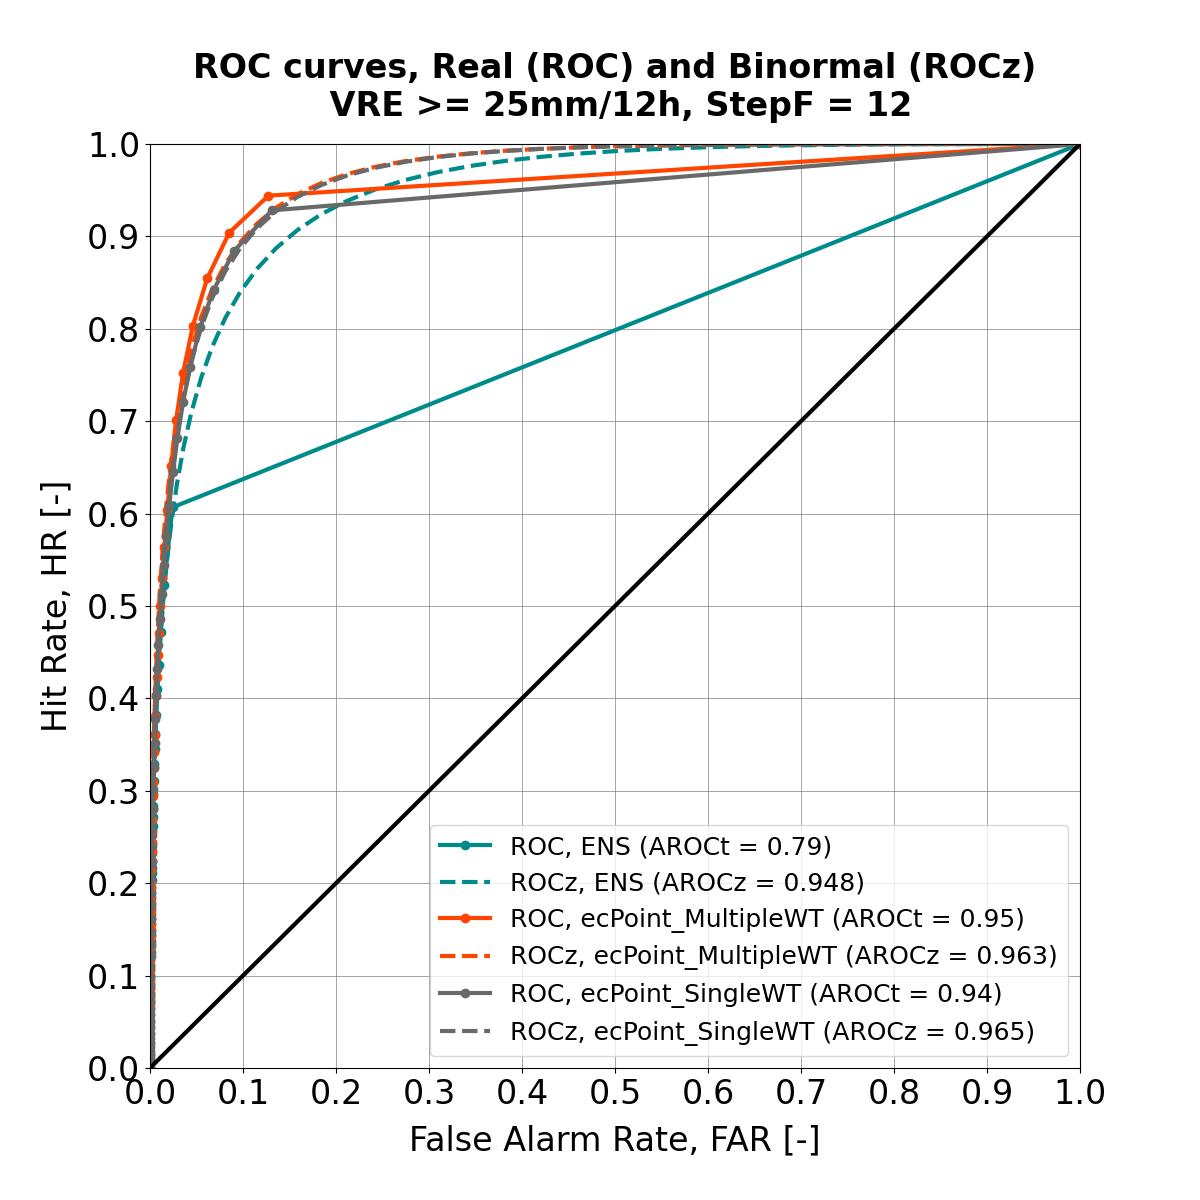 ROC curves, Real (ROC) and Binormal (ROCz)
VRE >= 25mm/12h, StepF = 12
1.0
0.9
0.8
0.7
0.6
0.5
0.4
0.3
0.2
0.1
0.0
Hit Rate, HR [-]
ROC, ENS (AROCt = 0.79)
ROCz, ENS (AROCz = 0.948)
ROC, ecPoint_MultipleWT (AROCt = 0.95)
ROCz, ecPoint_MultipleWT (AROCz = 0.963)
ROC, ecPoint_SingleWT (AROCt = 0.94)
ROCz, ecPoint_SingleWT (AROCz = 0.965)
0.0 0.1 0.2 0.3 0.4 0.5 0.6 0.7 0.8 0.9 1.0
False Alarm Rate, FAR [-]